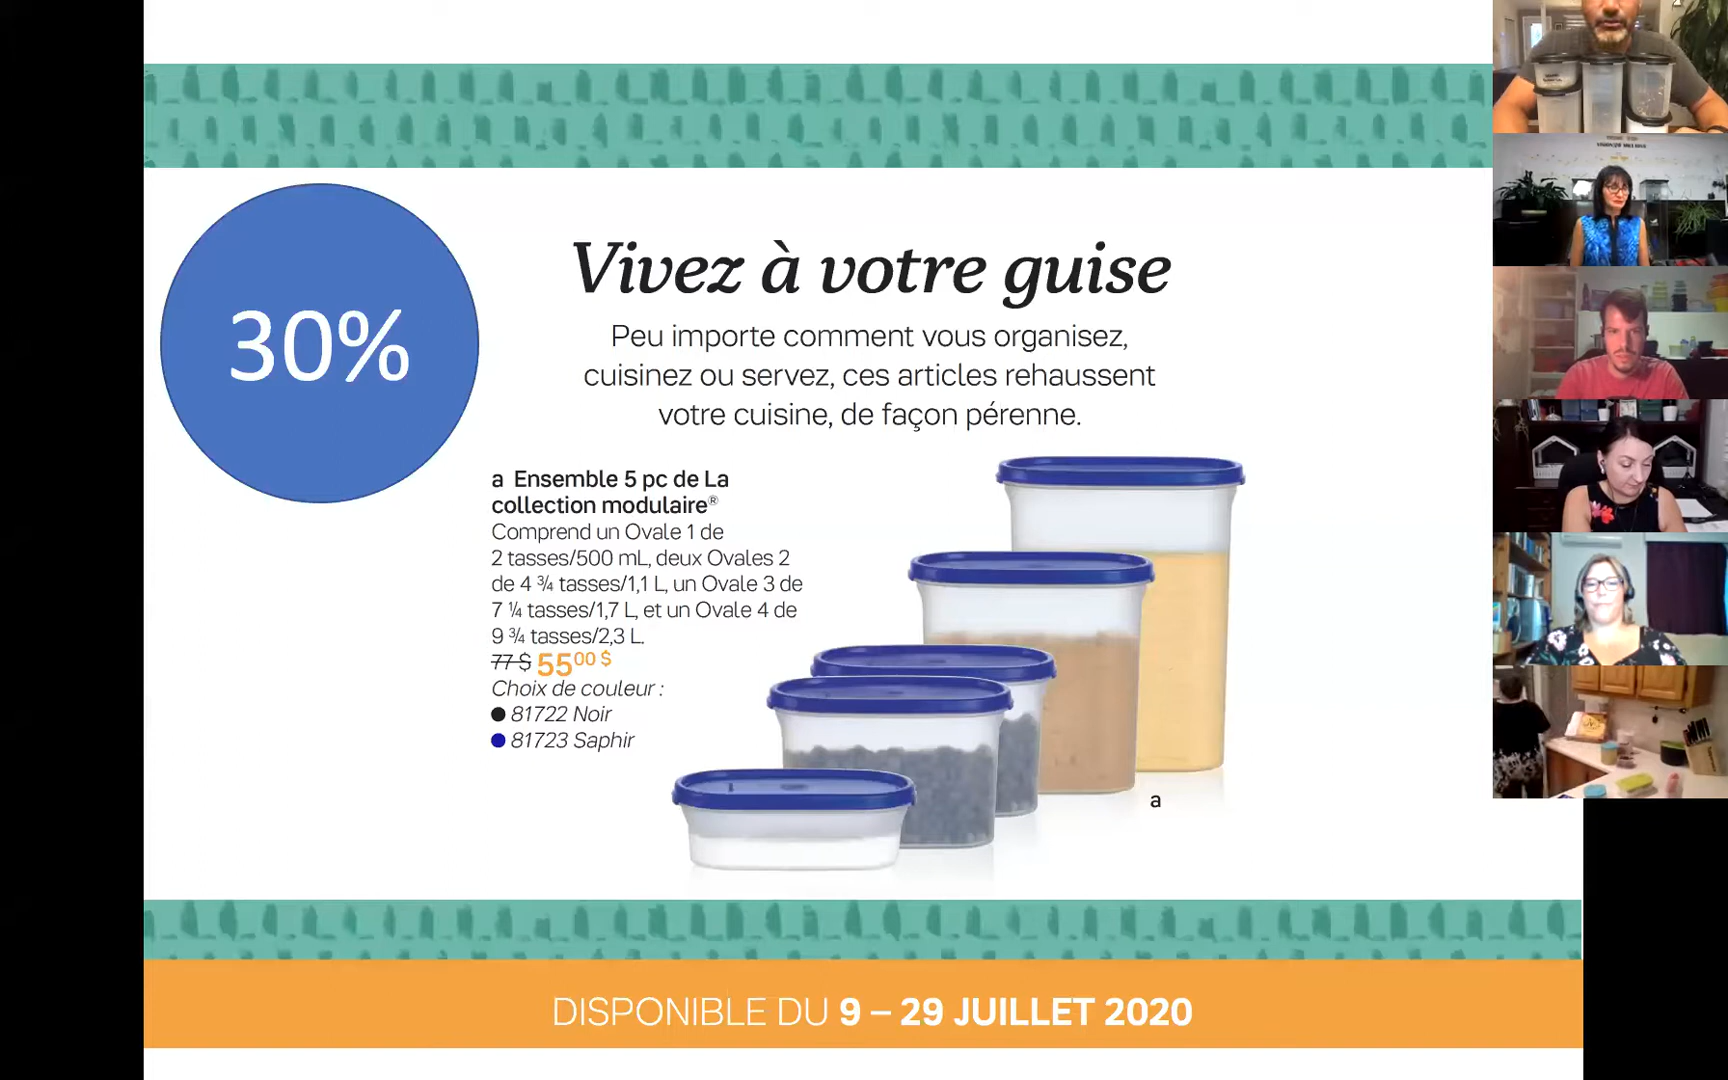 30%
Vivez à votre guise
Peu importe comment vous organisez,
cuisinez ou servez, ces articles rehaussent
votre cuisine, de façon pérenne.
a Ensemble 5 pc de La
collection modulaire®
Comprend un Ovale 1 de
2 tasses/500 mL, deux Ovales 2
de 4 ¾ tasses/1,1 L, un Ovale 3 de
7 ¼ tasses/1,7 L, et un Ovale 4 de
9 ¾ tasses/2,3 L.
77 $ 55⁰⁰ $
Choix de couleur :
81722 Noir
81723 Saphir
a
DISPONIBLE DU 9 – 29 JUILLET 2020